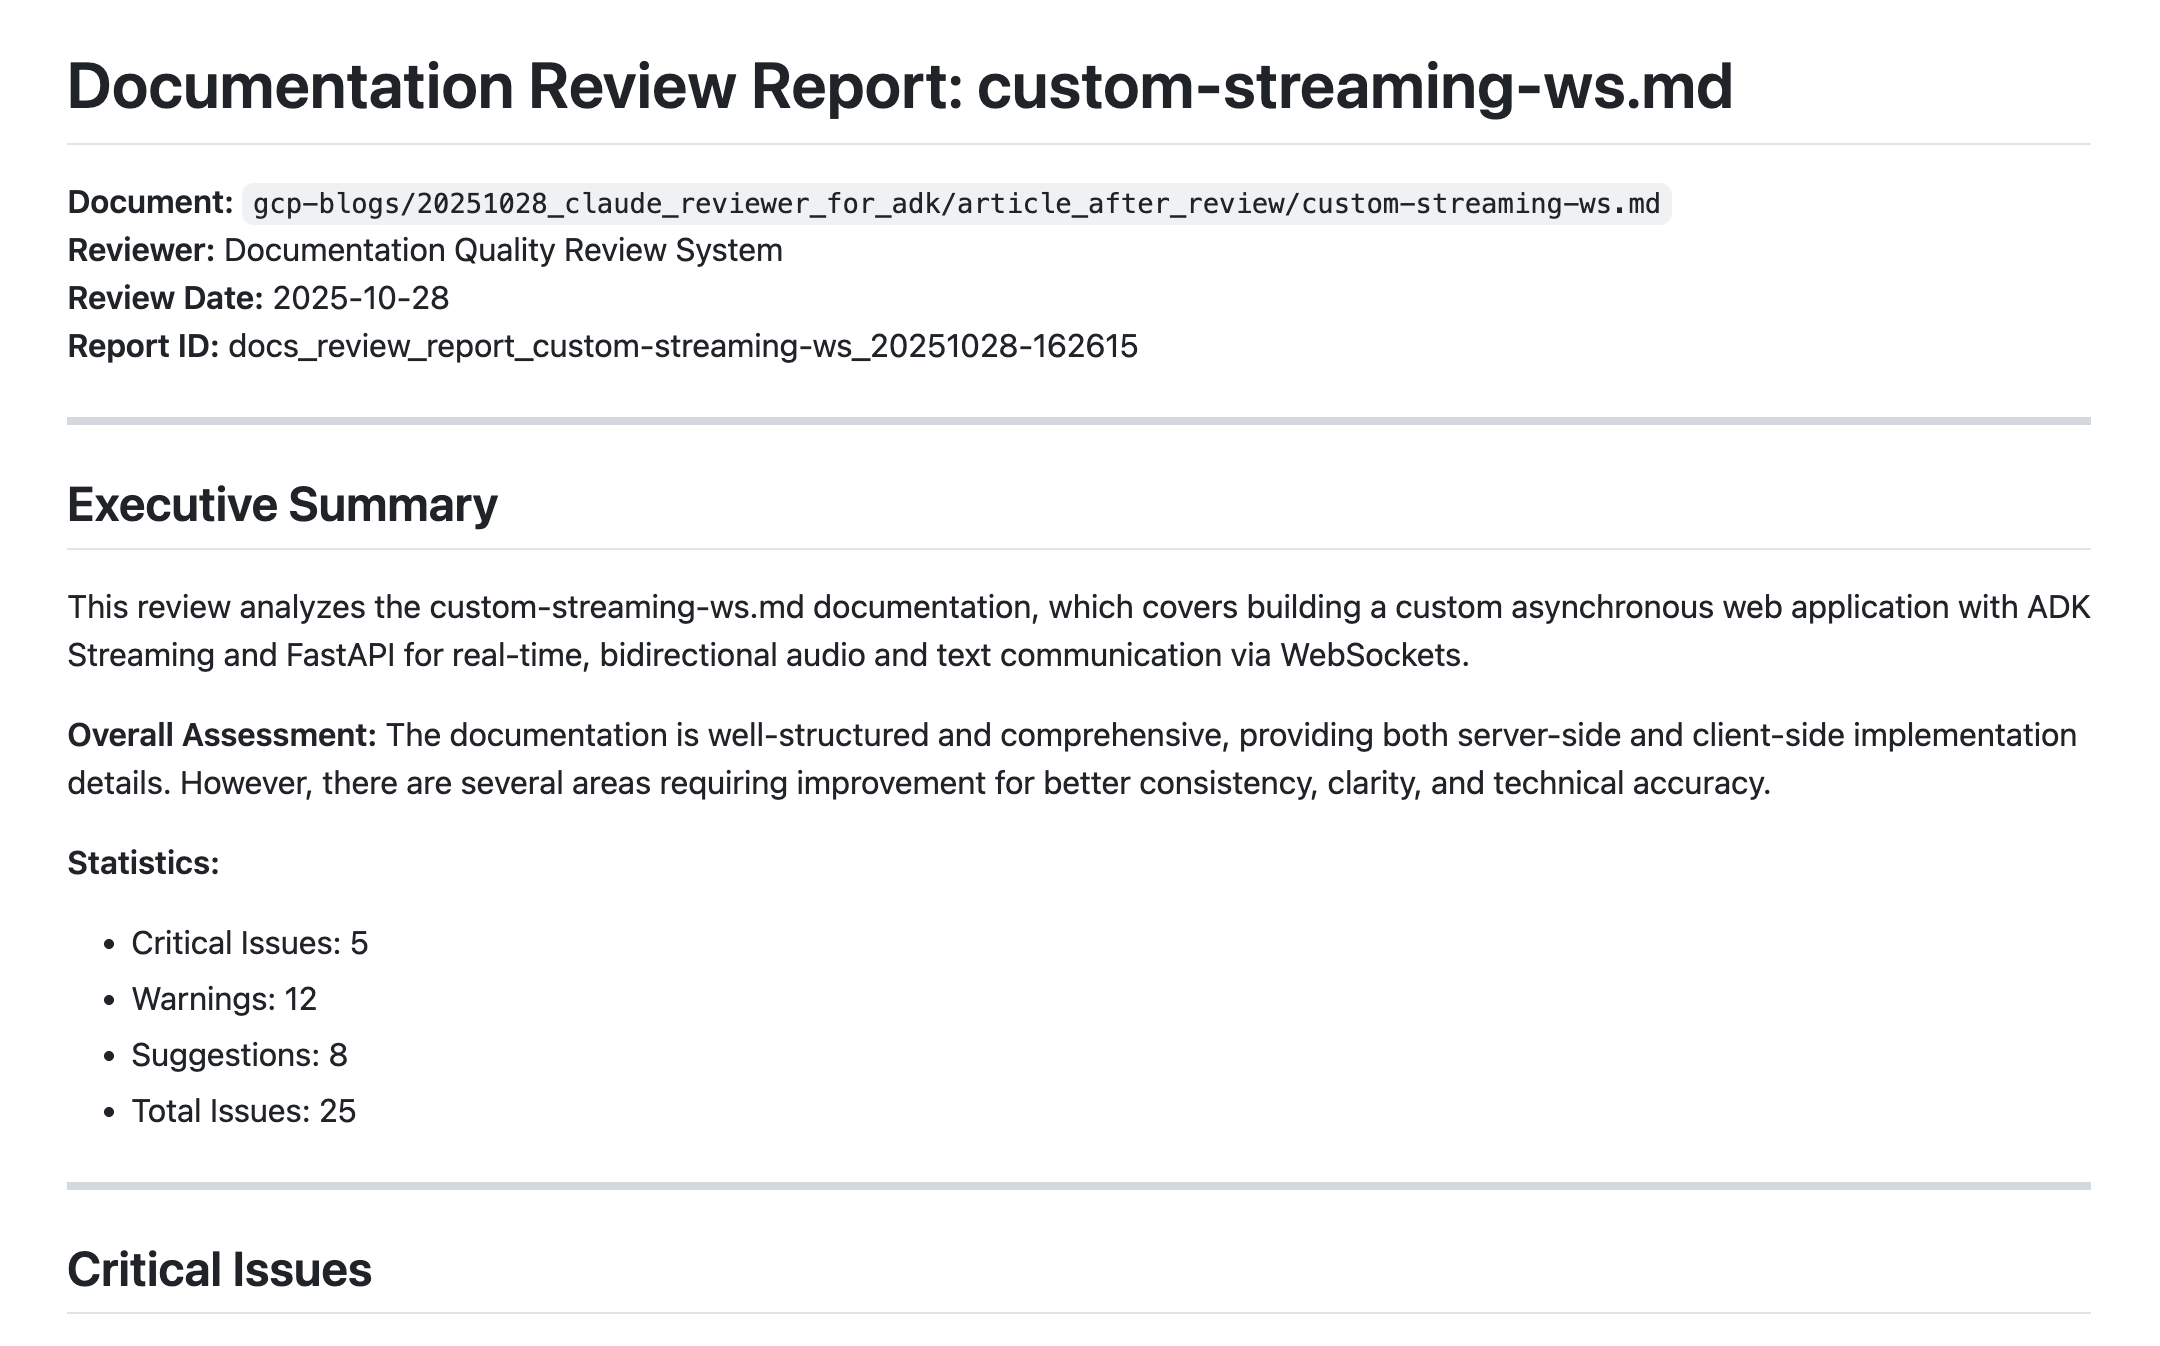 Documentation Review Report: custom-streaming-ws.md
Document: gcp-blogs/20251028_claude_reviewer_for_adk/article_after_review/custom-streaming-ws.md
Reviewer: Documentation Quality Review System
Review Date: 2025-10-28
Report ID: docs_review_report_custom-streaming-ws_20251028-162615
Executive Summary
This review analyzes the custom-streaming-ws.md documentation, which covers building a custom asynchronous web application with ADK
Streaming and FastAPI for real-time, bidirectional audio and text communication via WebSockets.
Overall Assessment: The documentation is well-structured and comprehensive, providing both server-side and client-side implementation
details. However, there are several areas requiring improvement for better consistency, clarity, and technical accuracy.
Statistics:
• Critical Issues: 5
• Warnings: 12
• Suggestions: 8
• Total Issues: 25
Critical Issues